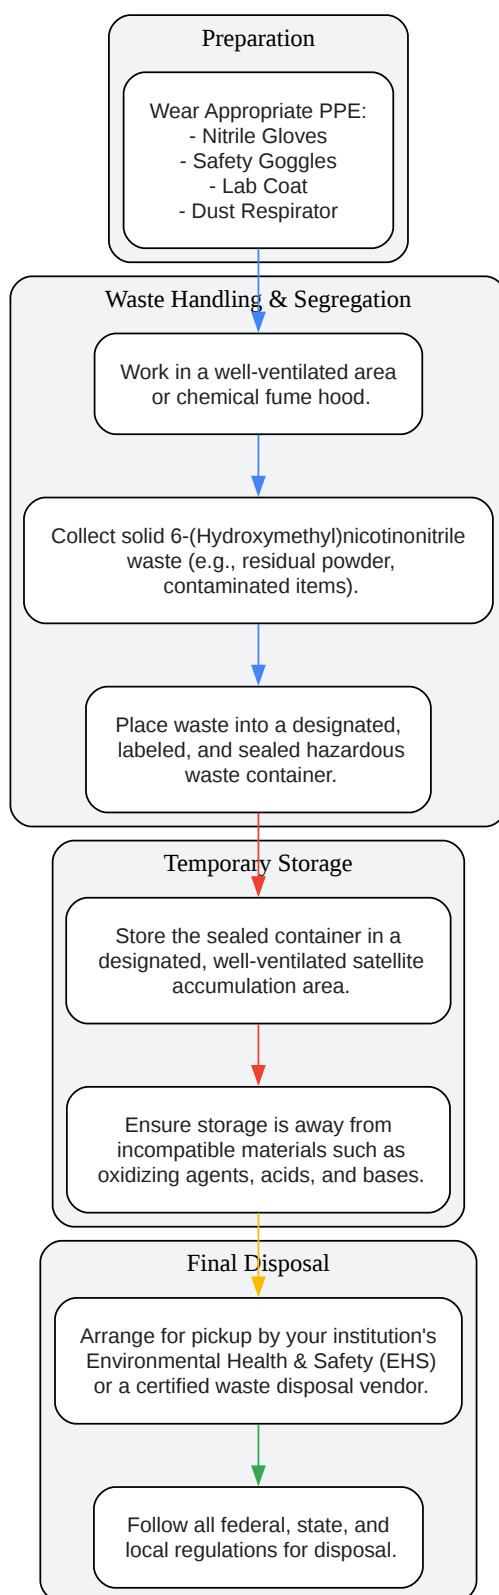 Preparation
Wear Appropriate PPE:
- Nitrile Gloves
- Safety Goggles
- Lab Coat
- Dust Respirator
Waste Handling & Segregation
Work in a well-ventilated area
or chemical fume hood.
Collect solid 6-(Hydroxymethyl)nicotinonitrile
waste (e.g., residual powder,
contaminated items).
Place waste into a designated,
labeled, and sealed hazardous
waste container.
Temporary Storage
Store the sealed container in a
designated, well-ventilated satellite
accumulation area.
Ensure storage is away from
incompatible materials such as
oxidizing agents, acids, and bases.
Final Disposal
Arrange for pickup by your institution's
Environmental Health & Safety (EHS)
or a certified waste disposal vendor.
Follow all federal, state, and
local regulations for disposal.